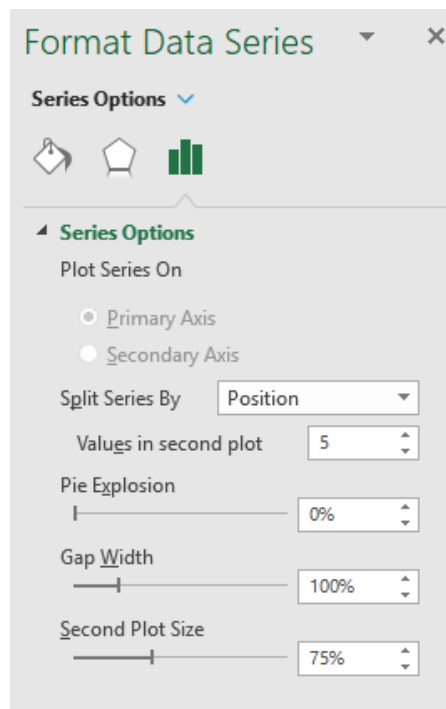 Format Data Series
Series Options
Series Options
Plot Series On
Primary Axis
Secondary Axis
Split Series By Position
Values in second plot 5
Pie Explosion
0%
Gap Width
100%
Second Plot Size
75%